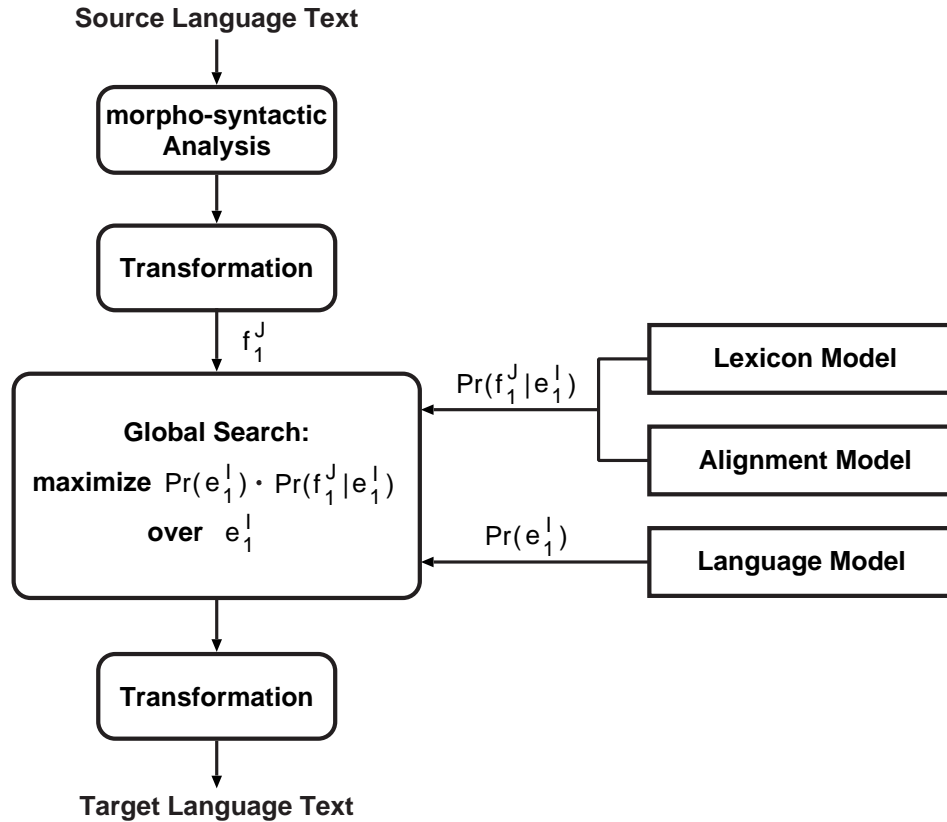 Source Language Text
morpho-syntactic
Analysis
Transformation
f_1^J
Pr(f_1^J|e_1^I)
Lexicon Model
Global Search:
Alignment Model
maximize Pr(e_1^I) · Pr(f_1^J|e_1^I)
over e_1^I
Pr(e_1^I)
Language Model
Transformation
Target Language Text